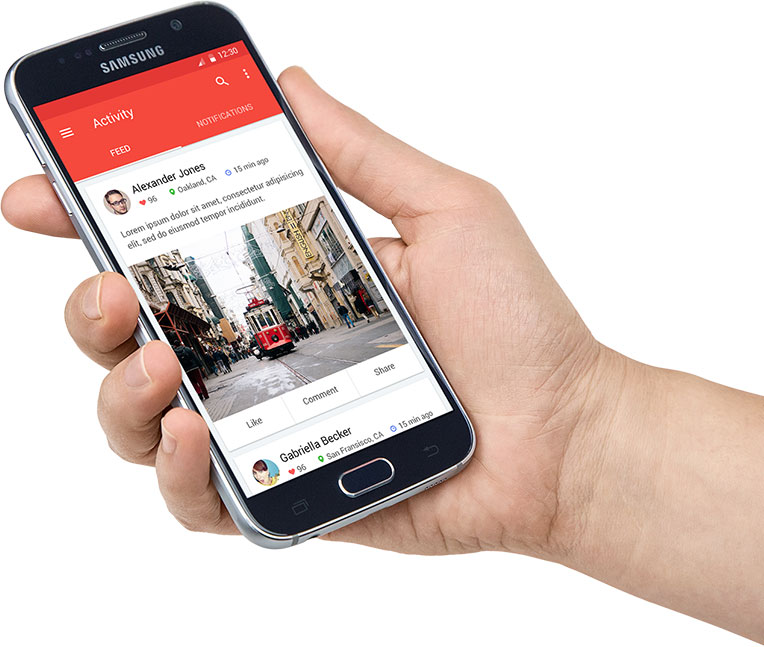 SAMSUNG
12:30
Activity
FEED
NOTIFICATIONS
Alexander Jones
96 Oakland, CA 15 min ago
Lorem ipsum dolor sit amet, consectetur adipisicing
elit, sed do eiusmod tempor incididunt.
ENGLISH
Like
Comment
Share
Gabriella Becker
96 San Fransisco, CA 15 min ago